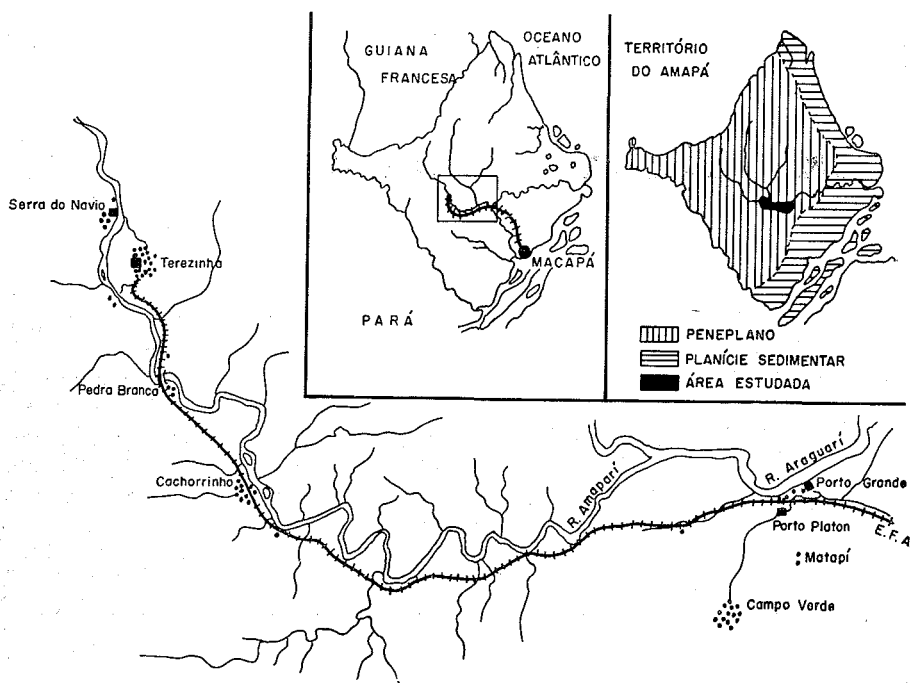 GUIANA
FRANCESA
OCEANO
ATLÂNTICO
MACAPÁ
PARÁ
TERRITÓRIO
DO AMAPÁ
PENEPLANO
PLANÍCIE SEDIMENTAR
ÁREA ESTUDADA
Serra do Navio
Terezinha
Pedra Branca
Cachorrinho
R. Amaparí
R. Araguarí
Porto Grande
Porto Platon
E.F.A
Matapí
Campo Verde